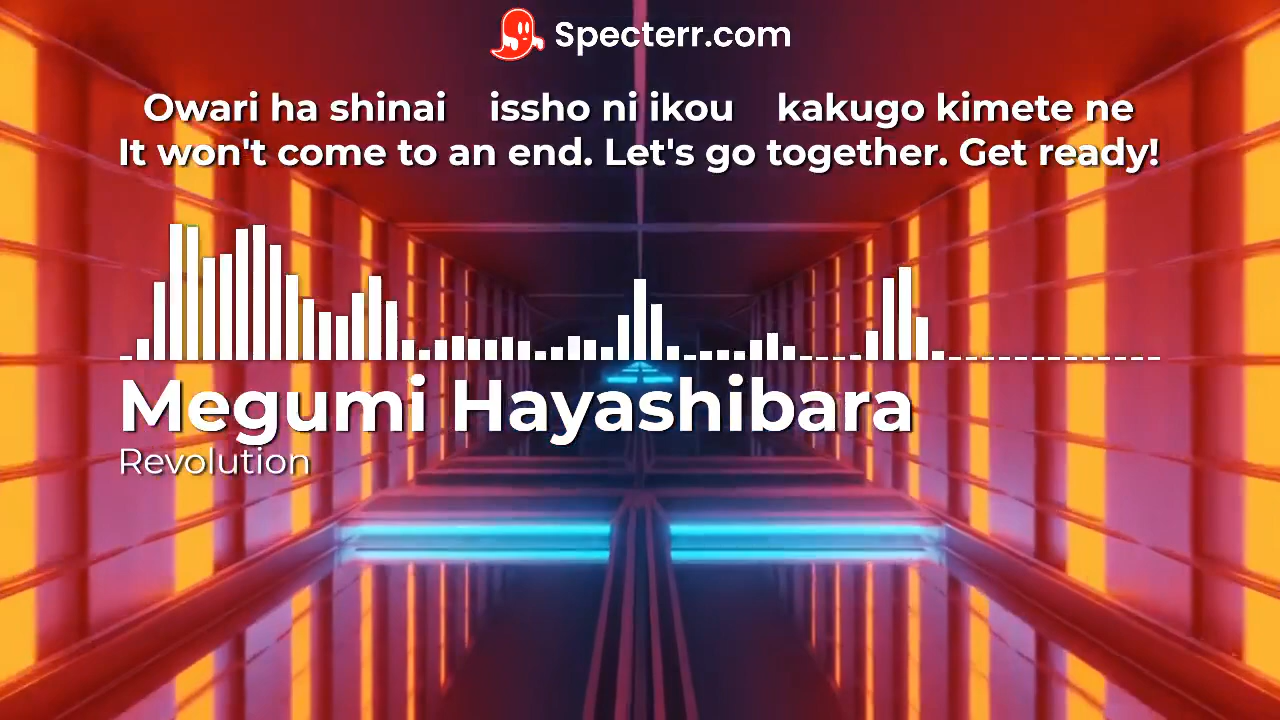 Specterr.com
Owari ha shinai issho ni ikou kakugo kimete ne
It won't come to an end. Let's go together. Get ready!
Megumi Hayashibara
Revolution